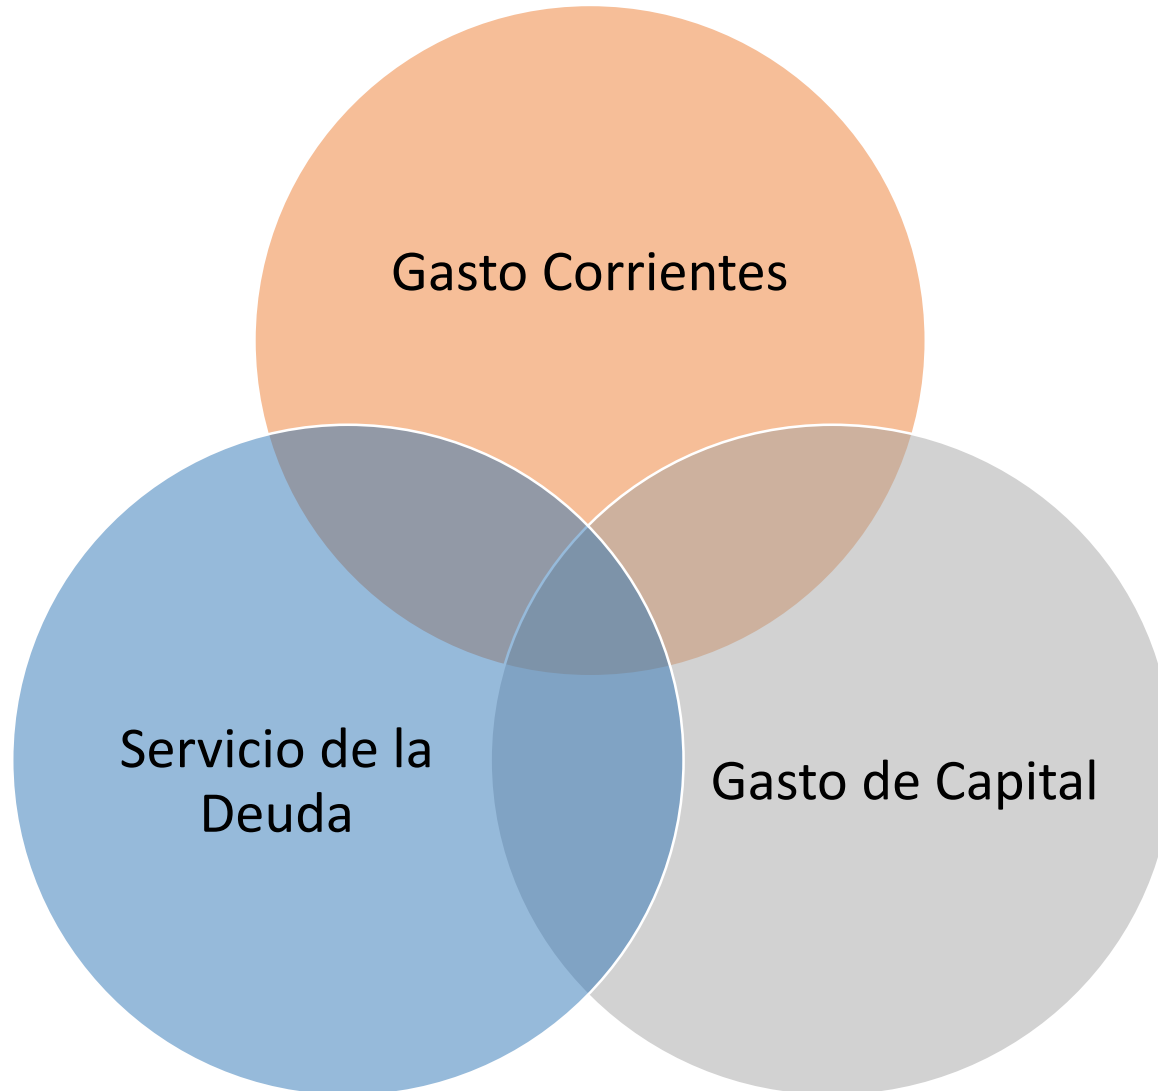 Gasto Corrientes
Servicio de la
Deuda
Gasto de Capital